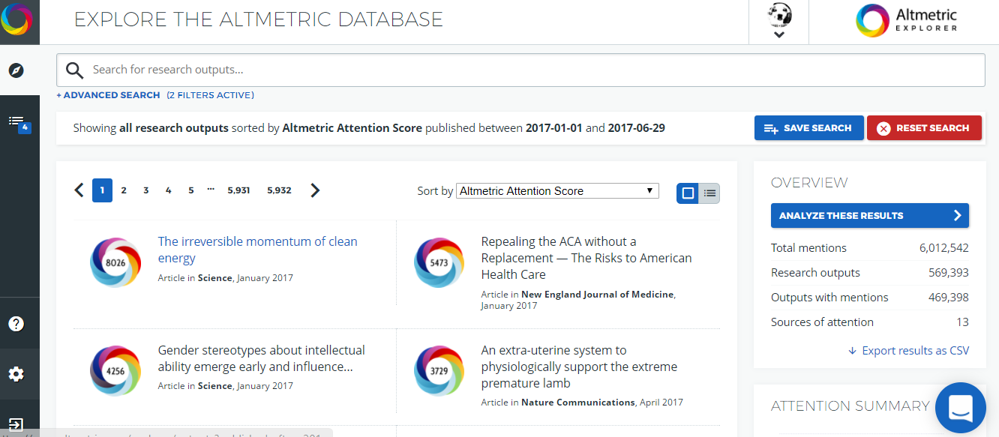 EXPLORE THE ALTMETRIC DATABASE
Altmetric
EXPLORER
Search for research outputs...
+ ADVANCED SEARCH (2 FILTERS ACTIVE)
4
Showing all research outputs sorted by Altmetric Attention Score published between 2017-01-01 and 2017-06-29
SAVE SEARCH
RESET SEARCH
1 2 3 4 5 ... 5,931 5,932
Sort by Altmetric Attention Score
8026
The irreversible momentum of clean
energy
Article in Science, January 2017
5473
Repealing the ACA without a
Replacement — The Risks to American
Health Care
Article in New England Journal of Medicine,
January 2017
4256
Gender stereotypes about intellectual
ability emerge early and influence...
Article in Science, January 2017
3729
An extra-uterine system to
physiologically support the extreme
premature lamb
Article in Nature Communications, April 2017
OVERVIEW
ANALYZE THESE RESULTS
Total mentions 6,012,542
Research outputs 569,393
Outputs with mentions 469,398
Sources of attention 13
Export results as CSV
ATTENTION SUMMARY